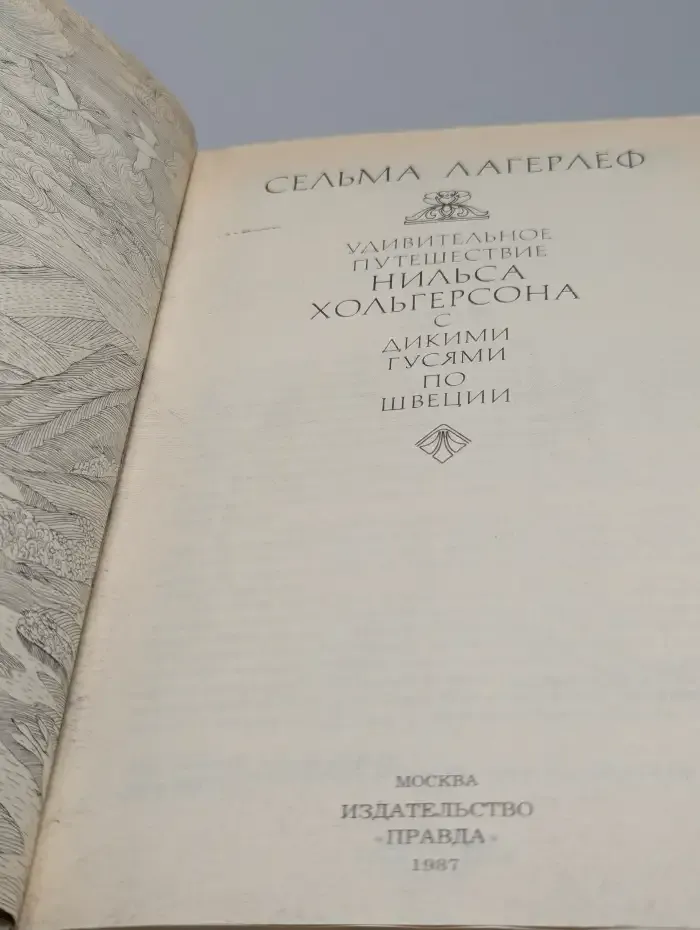 СЕЛЬМА ЛАГЕРЛЕФ
УДИВИТЕЛЬНОЕ
ПУТЕШЕСТВИЕ
НИЛЬСА
ХОЛЬГЕРСОНА
С
ДИКИМИ
ГУСЯМИ
ПО
ШВЕЦИИ
МОСКВА
ИЗДАТЕЛЬСТВО
«ПРАВДА»
1987